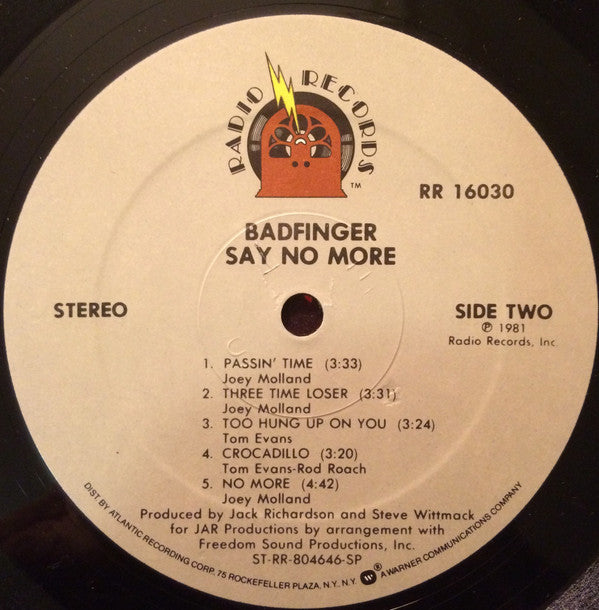 RADIO RECORDS
TM
RR 16030
BADFINGER
SAY NO MORE
STEREO
SIDE TWO
℗ 1981
Radio Records, Inc.
1. PASSIN' TIME (3:33)
Joey Molland
2. THREE TIME LOSER (3:31)
Joey Molland
3. TOO HUNG UP ON YOU (3:24)
Tom Evans
4. CROCADILLO (3:20)
Tom Evans-Rod Roach
5. NO MORE (4:42)
Joey Molland
Produced by Jack Richardson and Steve Wittmack
for JAR Productions by arrangement with
Freedom Sound Productions, Inc.
ST-RR-804646-SP
DIST. BY ATLANTIC RECORDING CORP. 75 ROCKEFELLER PLAZA, N.Y., N.Y. W ® A WARNER COMMUNICATIONS COMPANY